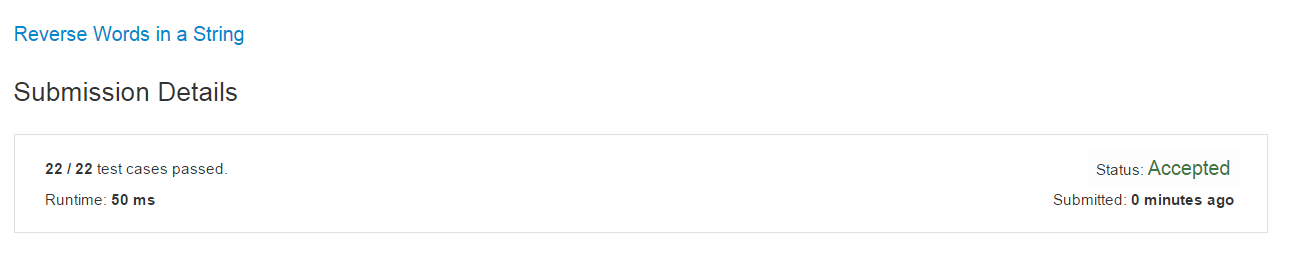 Reverse Words in a String
Submission Details
22 / 22 test cases passed.
Status: Accepted
Runtime: 50 ms
Submitted: 0 minutes ago